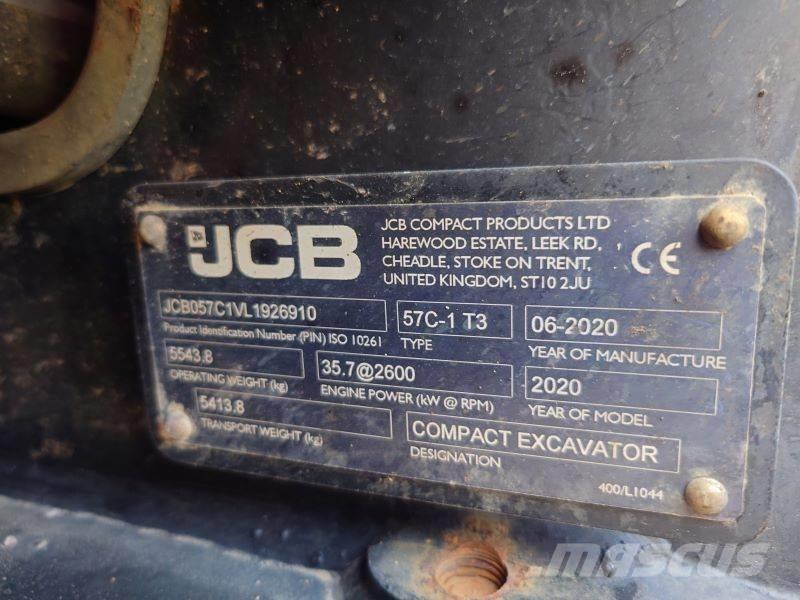 JCB
JCB COMPACT PRODUCTS LTD
HAREWOOD ESTATE, LEEK RD,
CHEADLE, STOKE ON TRENT,
UNITED KINGDOM, ST10 2JU
CE
JCB057C1VL1926910
Product Identification Number (PIN) ISO 10261
57C-1 T3
TYPE
06-2020
YEAR OF MANUFACTURE
5543.8
OPERATING WEIGHT (kg)
35.7@2600
ENGINE POWER (kW @ RPM)
2020
YEAR OF MODEL
5413.8
TRANSPORT WEIGHT (kg)
COMPACT EXCAVATOR
DESIGNATION
400/L1044
mascus